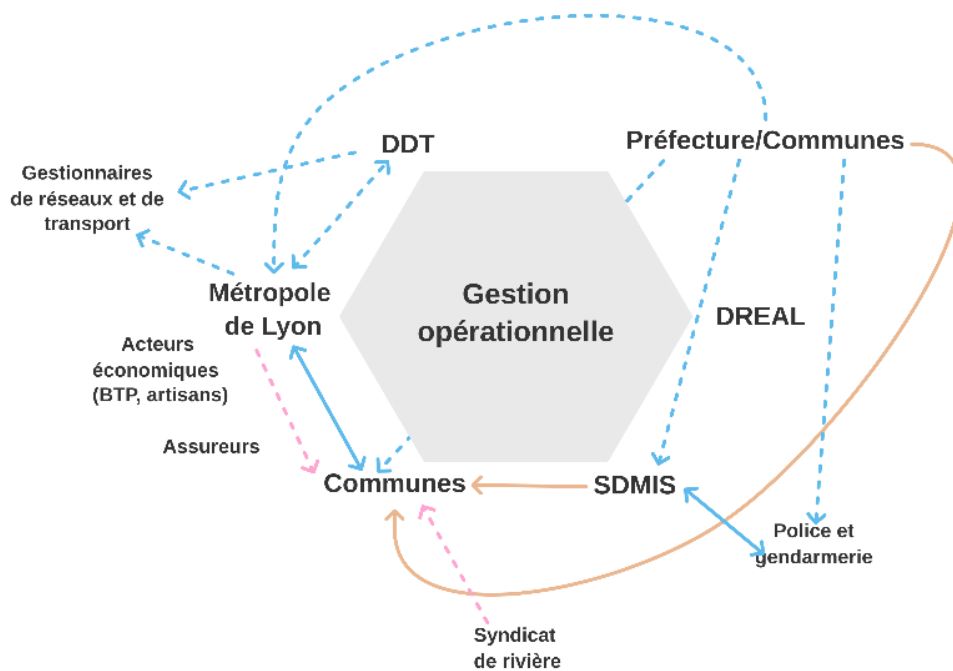 DDT
Préfecture/Communes
Gestionnaires
de réseaux et de
transport
Métropole
de Lyon
Gestion
opérationnelle
DREAL
Acteurs
économiques
(BTP, artisans)
Assureurs
Communes
SDMIS
Police et
gendarmerie
Syndicat
de rivière